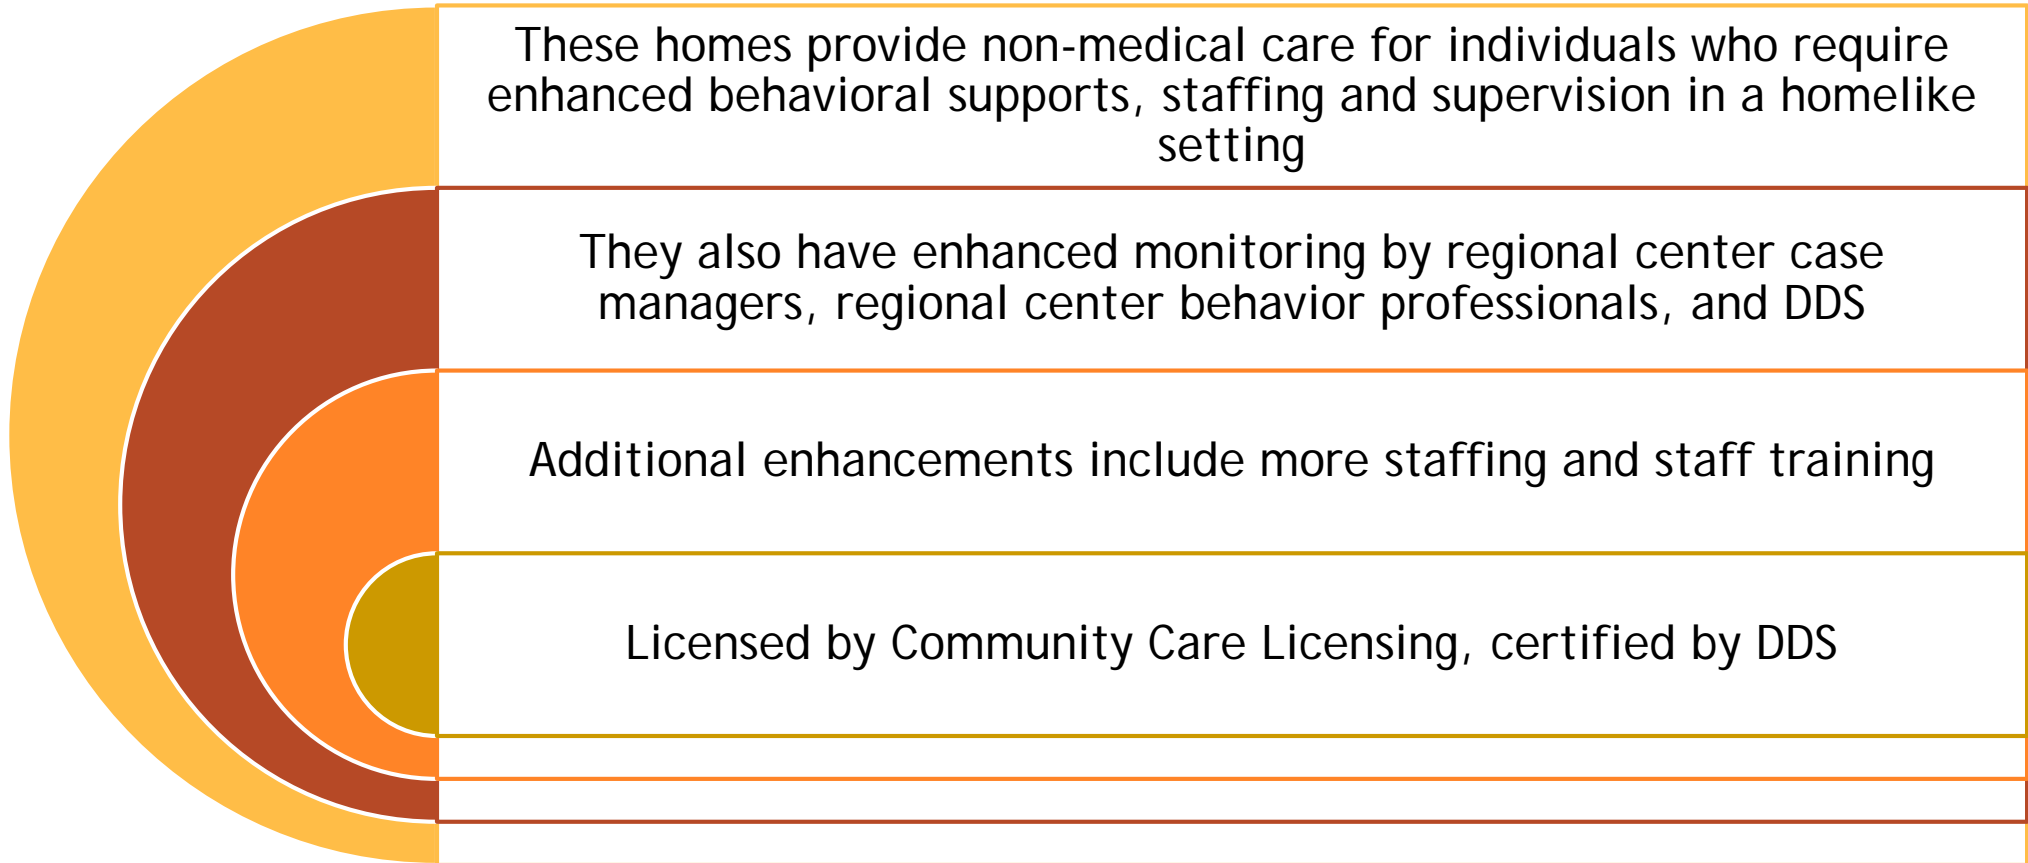 These homes provide non-medical care for individuals who require
enhanced behavioral supports, staffing and supervision in a homelike
setting
They also have enhanced monitoring by regional center case
managers, regional center behavior professionals, and DDS
Additional enhancements include more staffing and staff training
Licensed by Community Care Licensing, certified by DDS